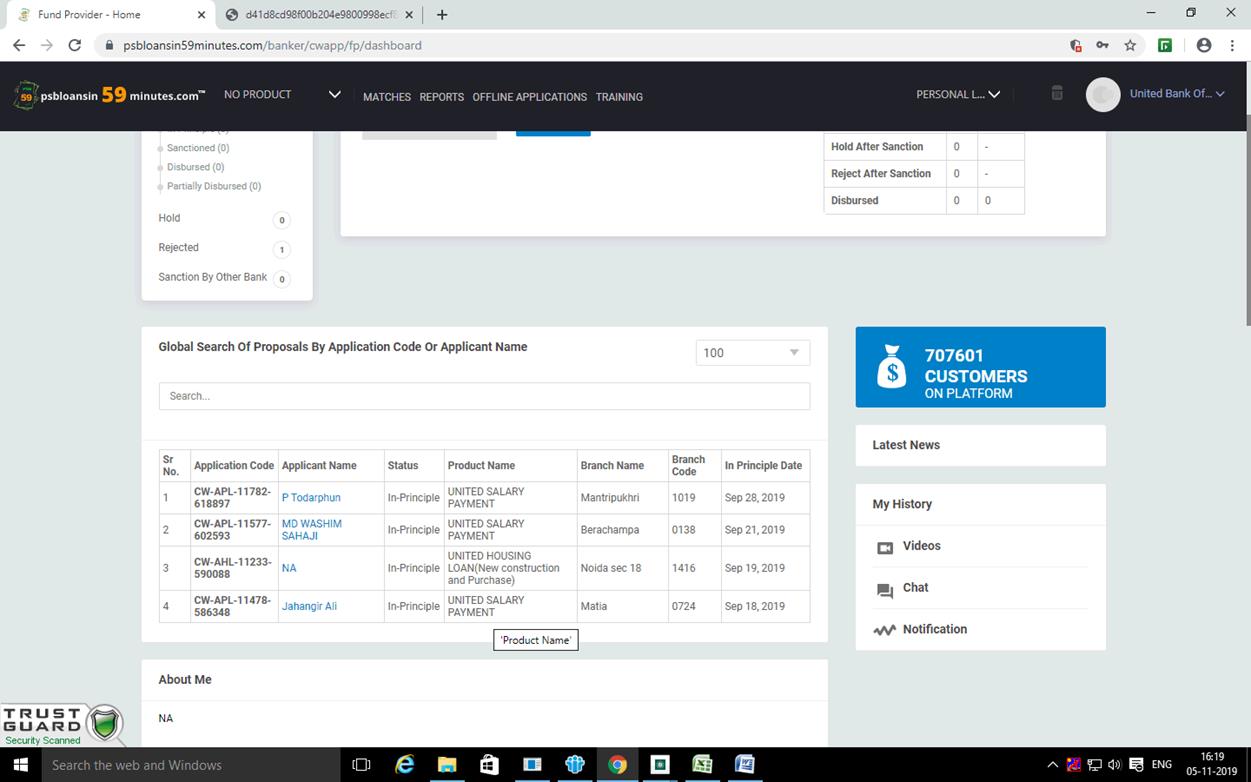 Fund Provider - Home
d41d8cd98f00b204e9800998ecf8
psbloansin59minutes.com/banker/cwapp/fp/dashboard
59 psbloansin 59 minutes.com™
NO PRODUCT
MATCHES REPORTS OFFLINE APPLICATIONS TRAINING
PERSONAL L...
United Bank Of...
Sanctioned (0)
Disbursed (0)
Partially Disbursed (0)
Hold 0
Rejected 1
Sanction By Other Bank 0
Hold After Sanction 0 -
Reject After Sanction 0 -
Disbursed 0 0
Global Search Of Proposals By Application Code Or Applicant Name
100
Search...
Sr No. Application Code Applicant Name Status Product Name Branch Name Branch Code In Principle Date
1 CW-APL-11782-618897 P Todarphun In-Principle UNITED SALARY PAYMENT Mantripukhri 1019 Sep 28, 2019
2 CW-APL-11577-602593 MD WASHIM SAHAJI In-Principle UNITED SALARY PAYMENT Berachampa 0138 Sep 21, 2019
3 CW-AHL-11233-590088 NA In-Principle UNITED HOUSING LOAN(New construction and Purchase) Noida sec 18 1416 Sep 19, 2019
4 CW-APL-11478-586348 Jahangir Ali In-Principle UNITED SALARY PAYMENT Matia 0724 Sep 18, 2019
'Product Name'
707601
CUSTOMERS
ON PLATFORM
Latest News
My History
Videos
Chat
Notification
About Me
NA
TRUST
GUARD
Security Scanned
Search the web and Windows
ENG
16:19
05-11-2019